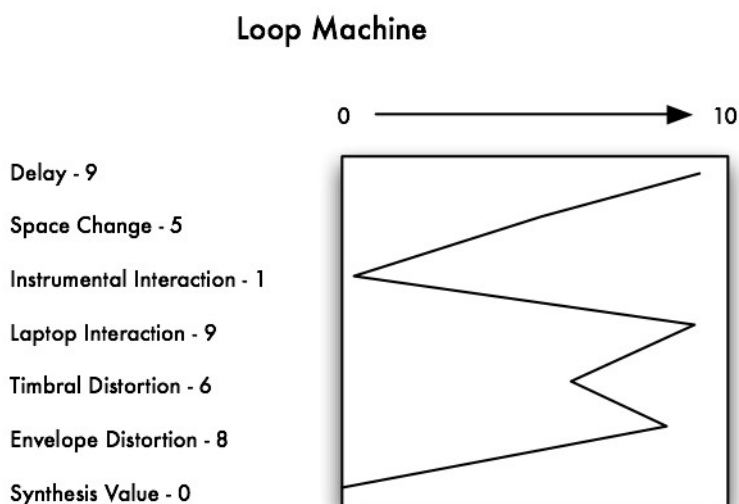 Loop Machine
0 10
Delay - 9
Space Change - 5
Instrumental Interaction - 1
Laptop Interaction - 9
Timbral Distortion - 6
Envelope Distortion - 8
Synthesis Value - 0